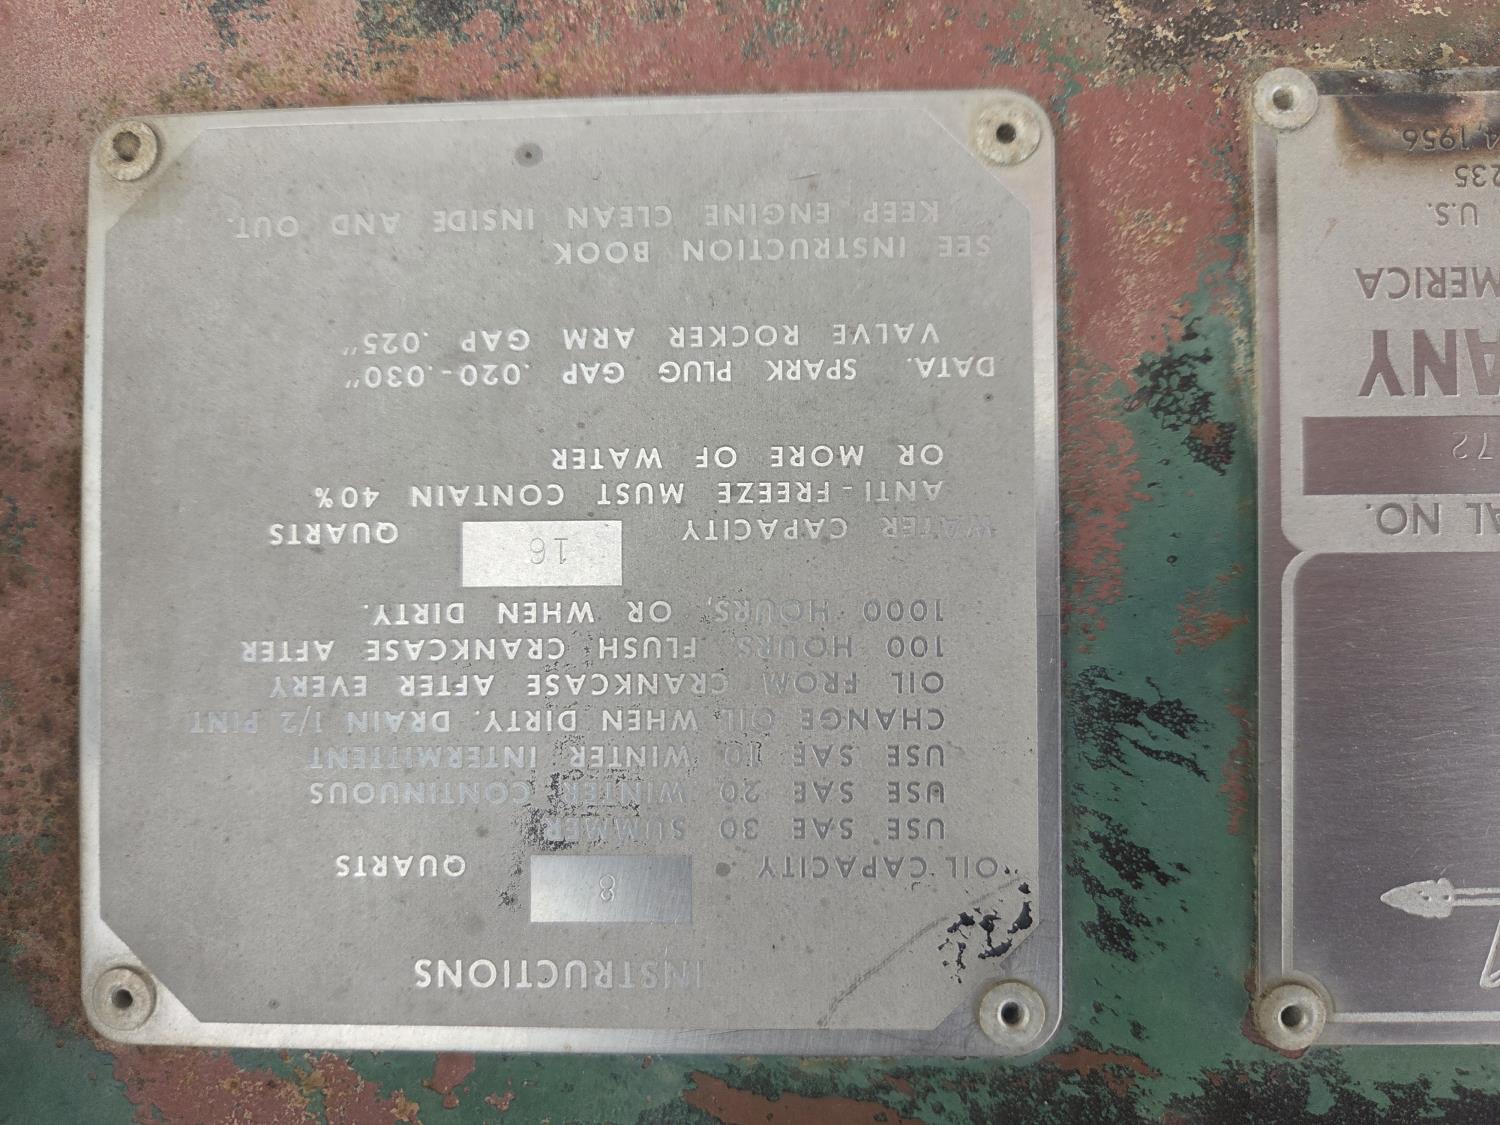 INSTRUCTIONS
OIL CAPACITY 8 QUARTS
USE SAE 30 SUMMER
USE SAE 20 WINTER CONTINUOUS
USE SAE 10 WINTER INTERMITTENT
CHANGE OIL WHEN DIRTY. DRAIN 1/2 PINT
OIL FROM CRANKCASE AFTER EVERY
100 HOURS. FLUSH CRANKCASE AFTER
1000 HOURS, OR WHEN DIRTY.
WATER CAPACITY 16 QUARTS
ANTI-FREEZE MUST CONTAIN 40%
OR MORE OF WATER
DATA. SPARK PLUG GAP .020-.030"
VALVE ROCKER ARM GAP .025"
SEE INSTRUCTION BOOK
KEEP ENGINE CLEAN INSIDE AND OUT.
AL NO.
72
ANY
MERICA
U.S.
235
4,1956